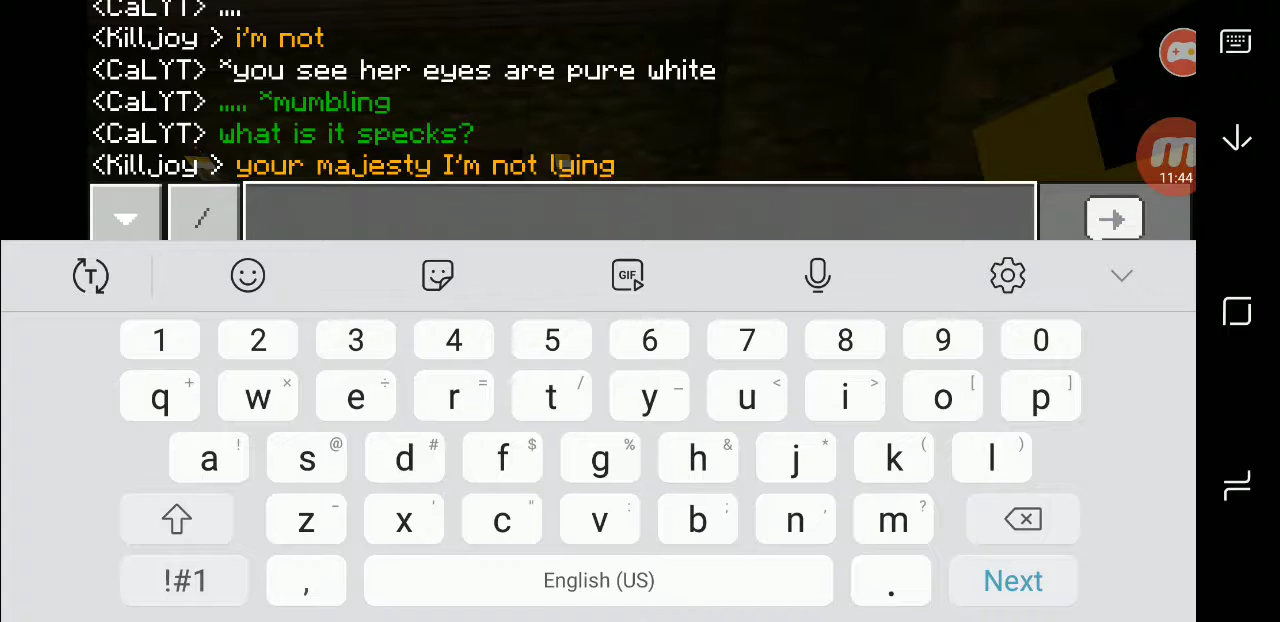 <CaLYT> ....
<Killjoy > i'm not
<CaLYT> *you see her eyes are pure white
<CaLYT> ..... *mumbling
<CaLYT> what is it specks?
<Killjoy > your majesty I'm not lying
11:44
/
T
GIF
1 2 3 4 5 6 7 8 9 0
q + w × e ÷ r = t / y _ u < i > o [ p ]
a ! s @ d # f $ g % h & j * k ( l )
z - x ' c " v : b ; n , m ?
!#1 , English (US) . Next